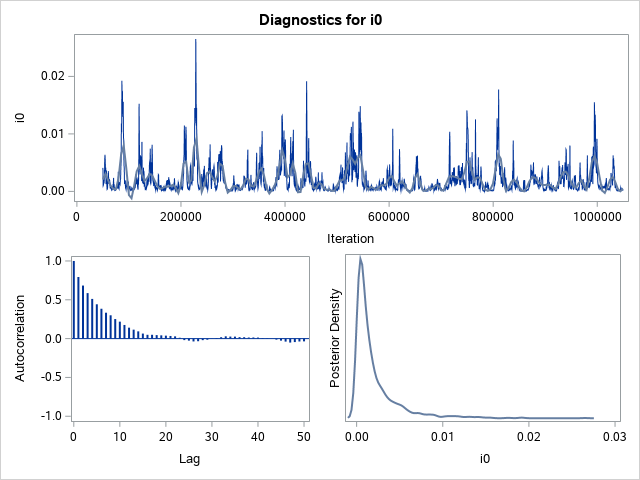 Diagnostics for i0
i0
0.02
0.01
0.00
0 200000 400000 600000 800000 1000000
Iteration
Autocorrelation
1.0
0.5
0.0
-0.5
-1.0
0 10 20 30 40 50
Lag
Posterior Density
0.00 0.01 0.02 0.03
i0